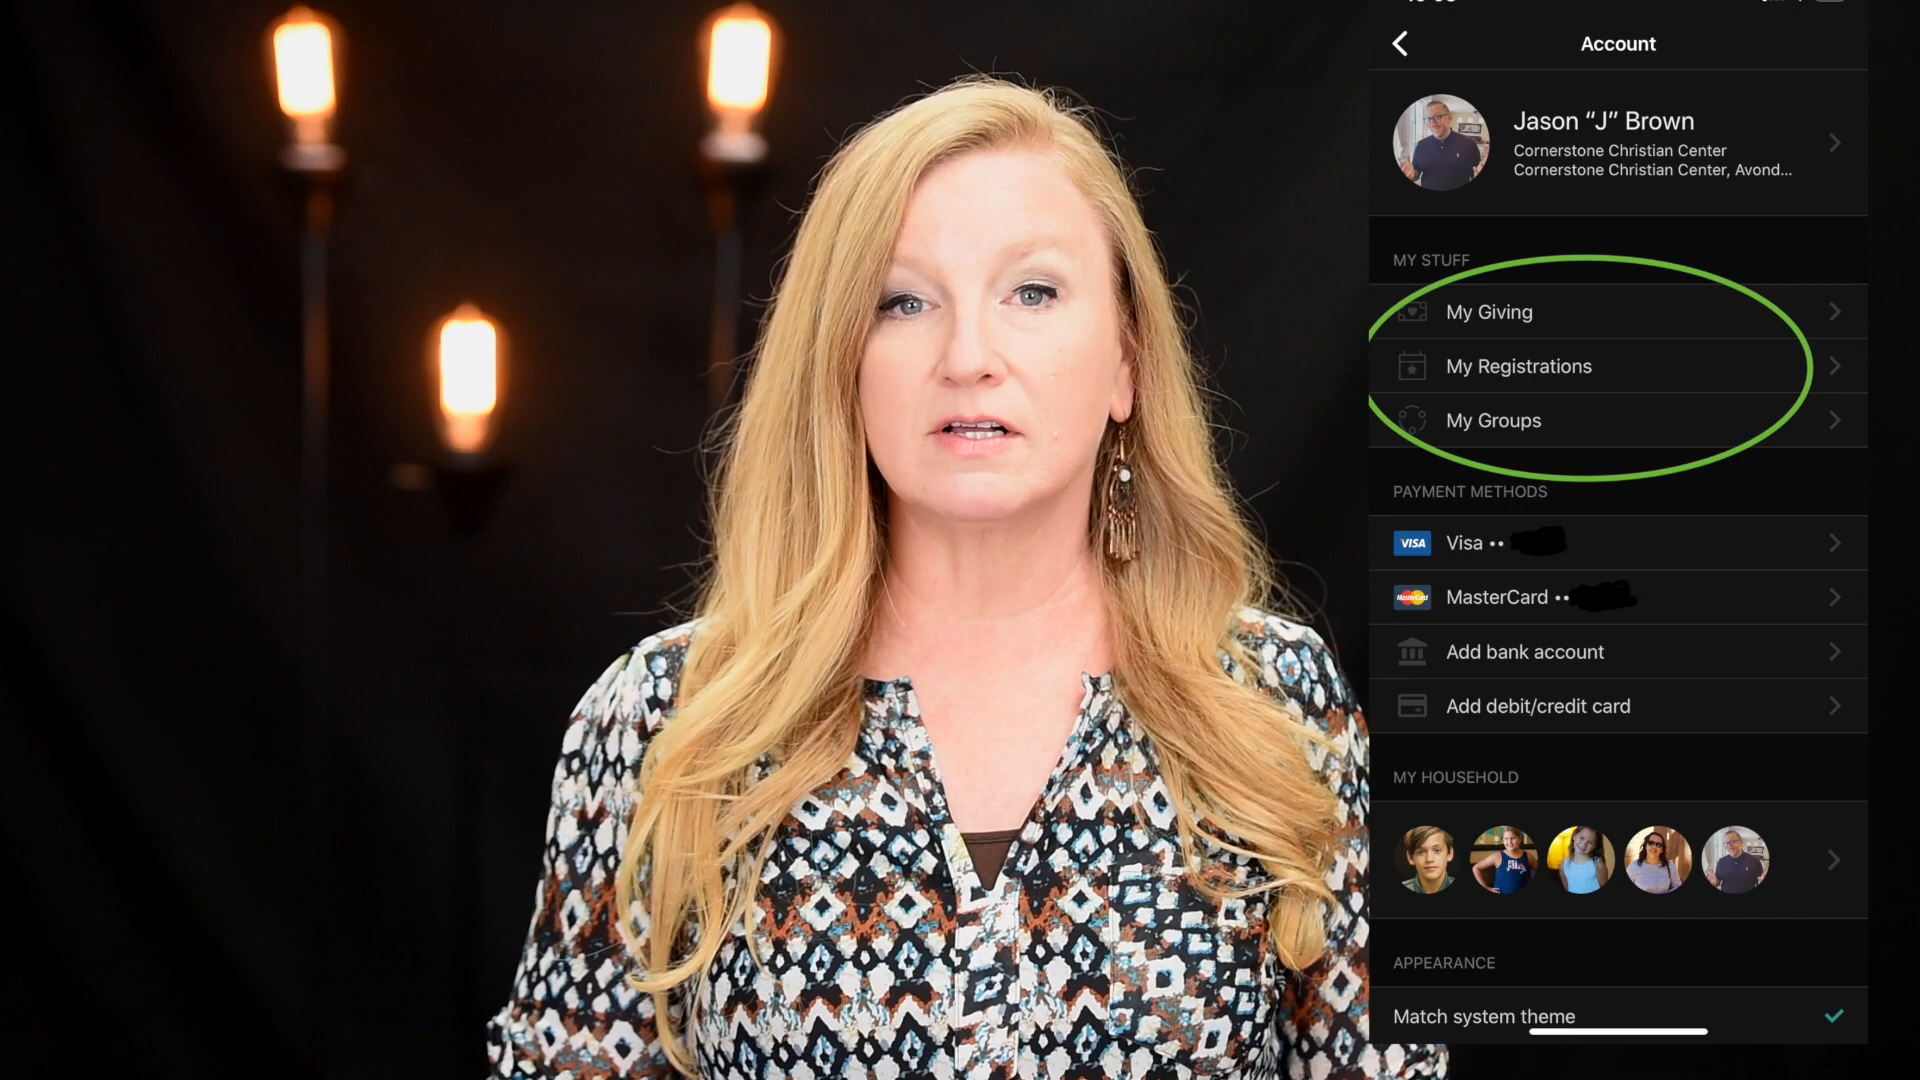 Account
Jason “J” Brown
Cornerstone Christian Center
Cornerstone Christian Center, Avond...
MY STUFF
My Giving
My Registrations
My Groups
PAYMENT METHODS
VISA Visa ••
MasterCard MasterCard ••
Add bank account
Add debit/credit card
MY HOUSEHOLD
APPEARANCE
Match system theme